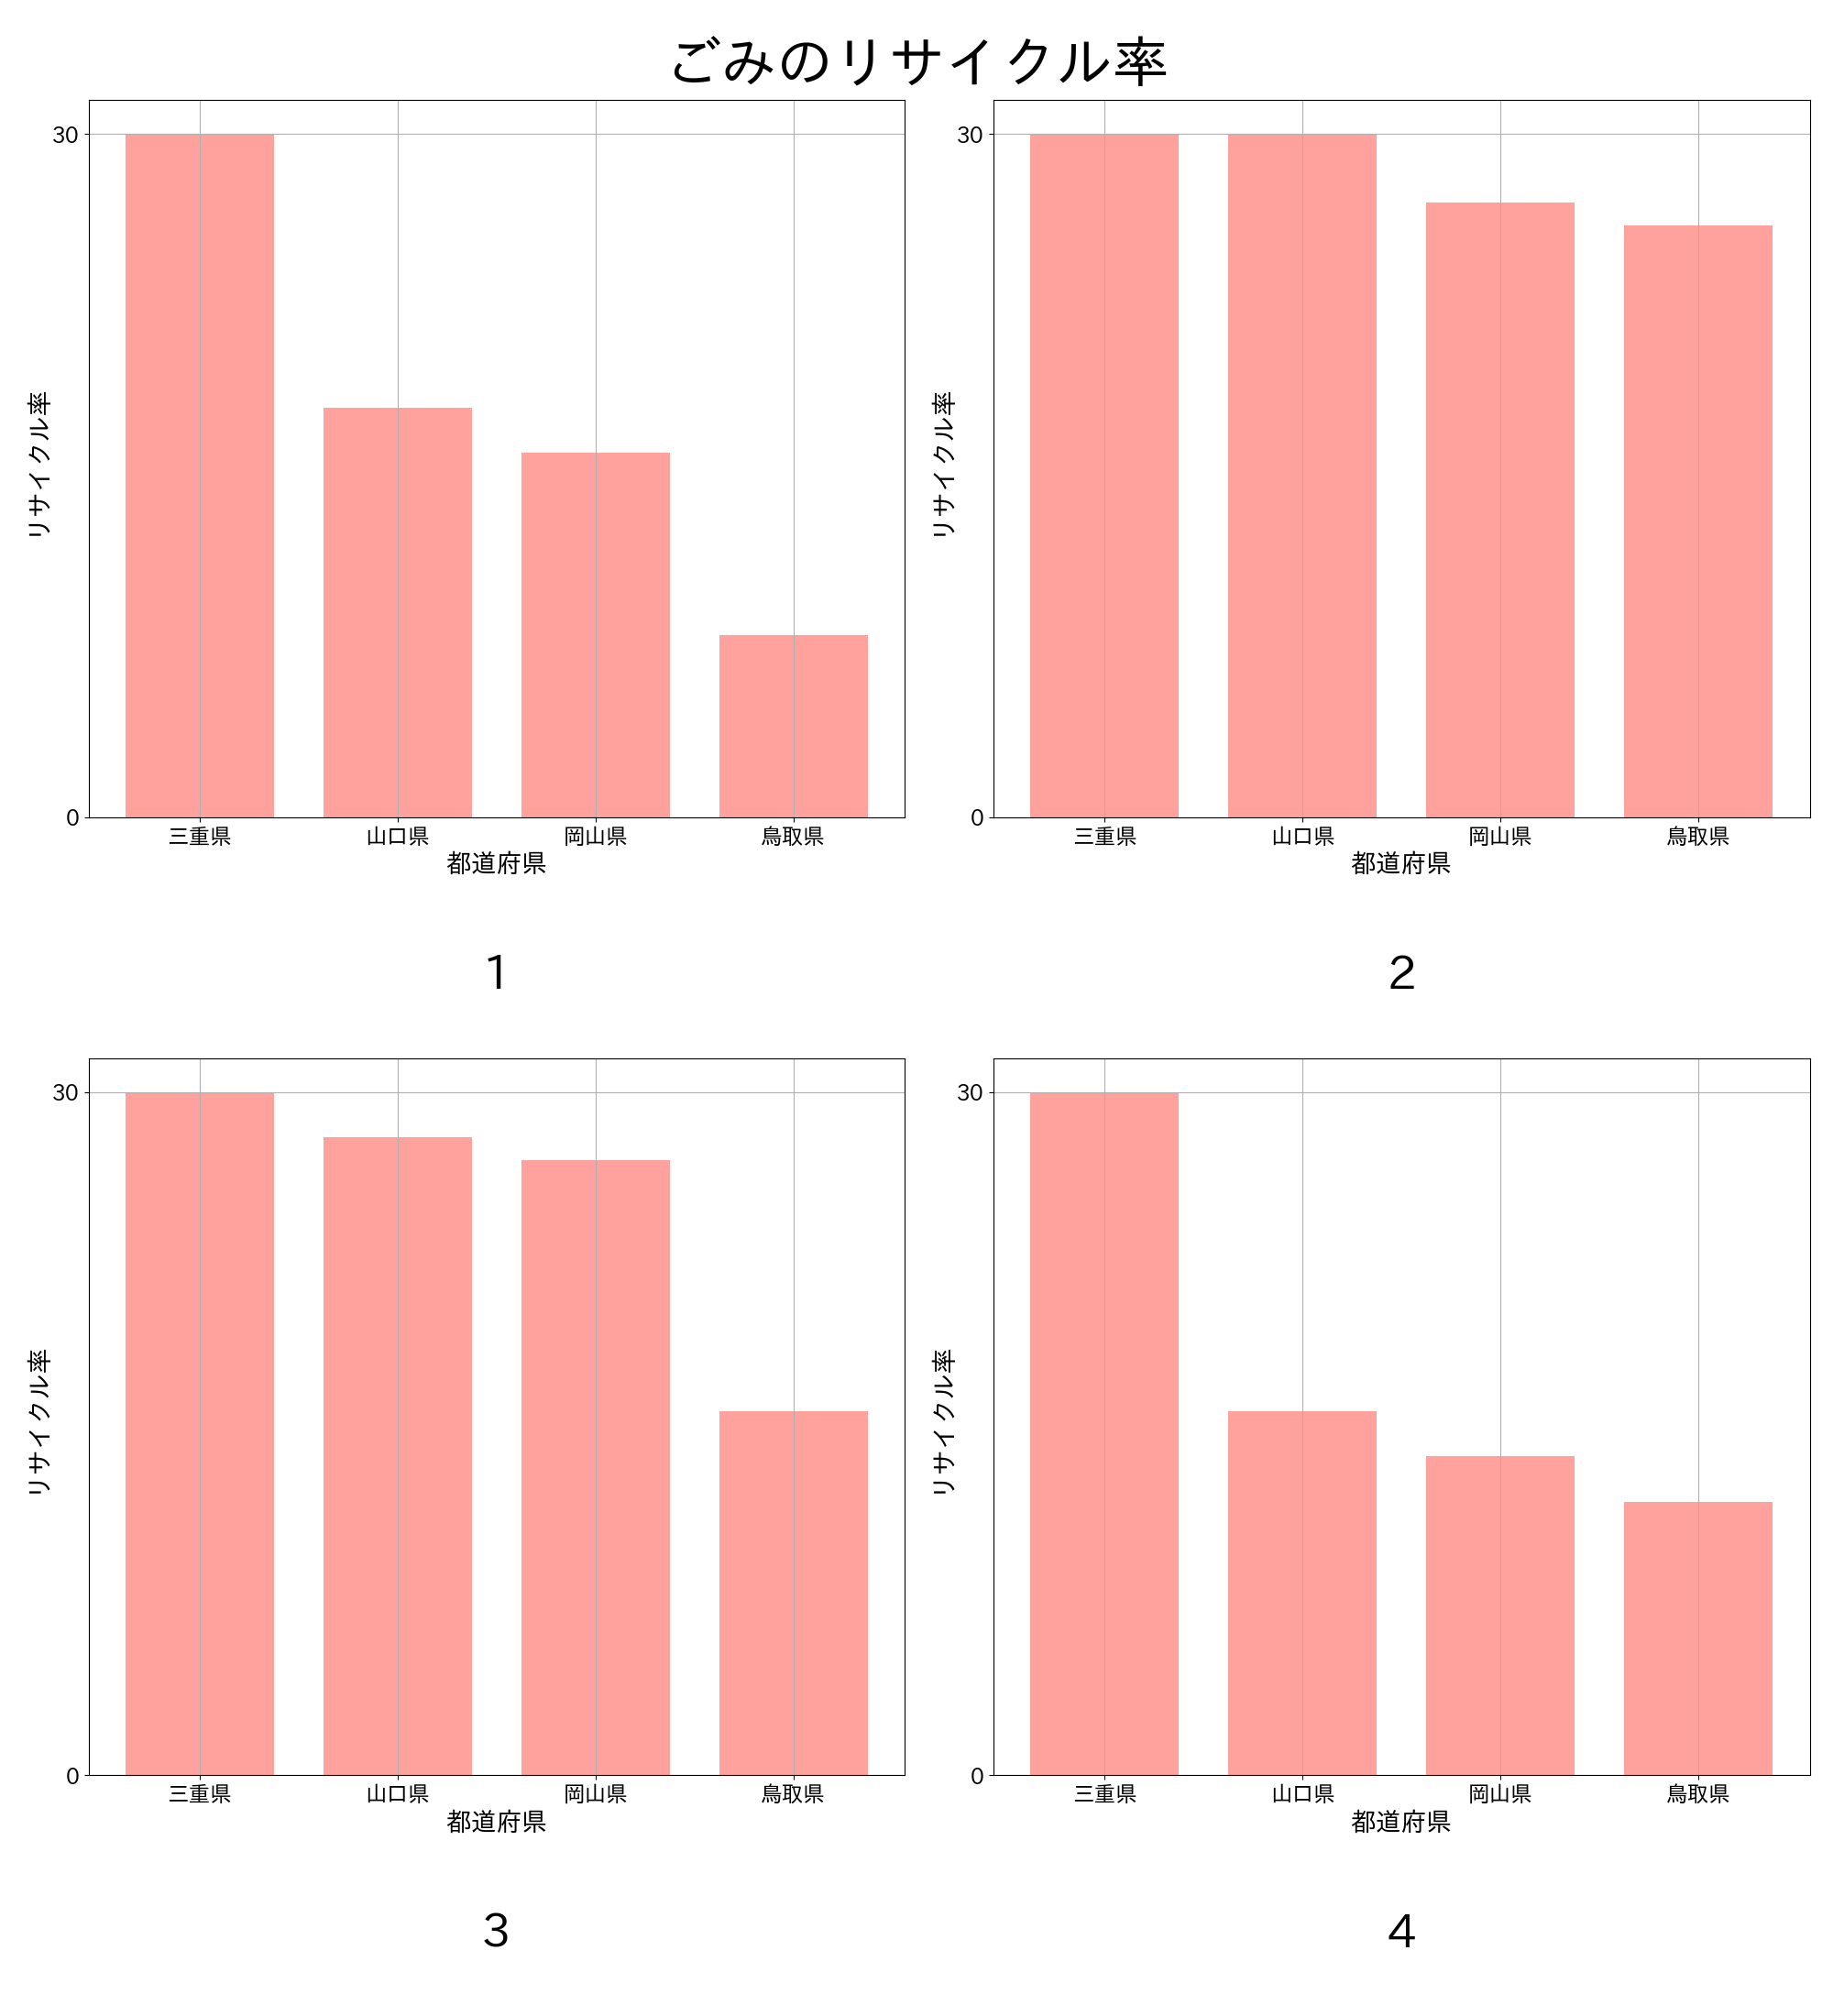 ごみのリサイクル率
30
0
リサイクル率
三重県 山口県 岡山県 鳥取県
都道府県
1
30
0
リサイクル率
三重県 山口県 岡山県 鳥取県
都道府県
2
30
0
リサイクル率
三重県 山口県 岡山県 鳥取県
都道府県
3
30
0
リサイクル率
三重県 山口県 岡山県 鳥取県
都道府県
4